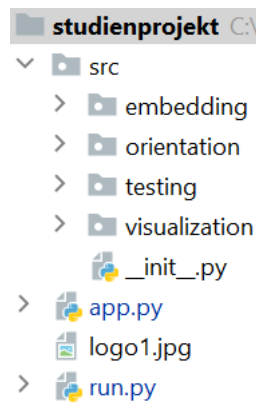 studienprojekt C:\
src
embedding
orientation
testing
visualization
__init__.py
app.py
logo1.jpg
run.py